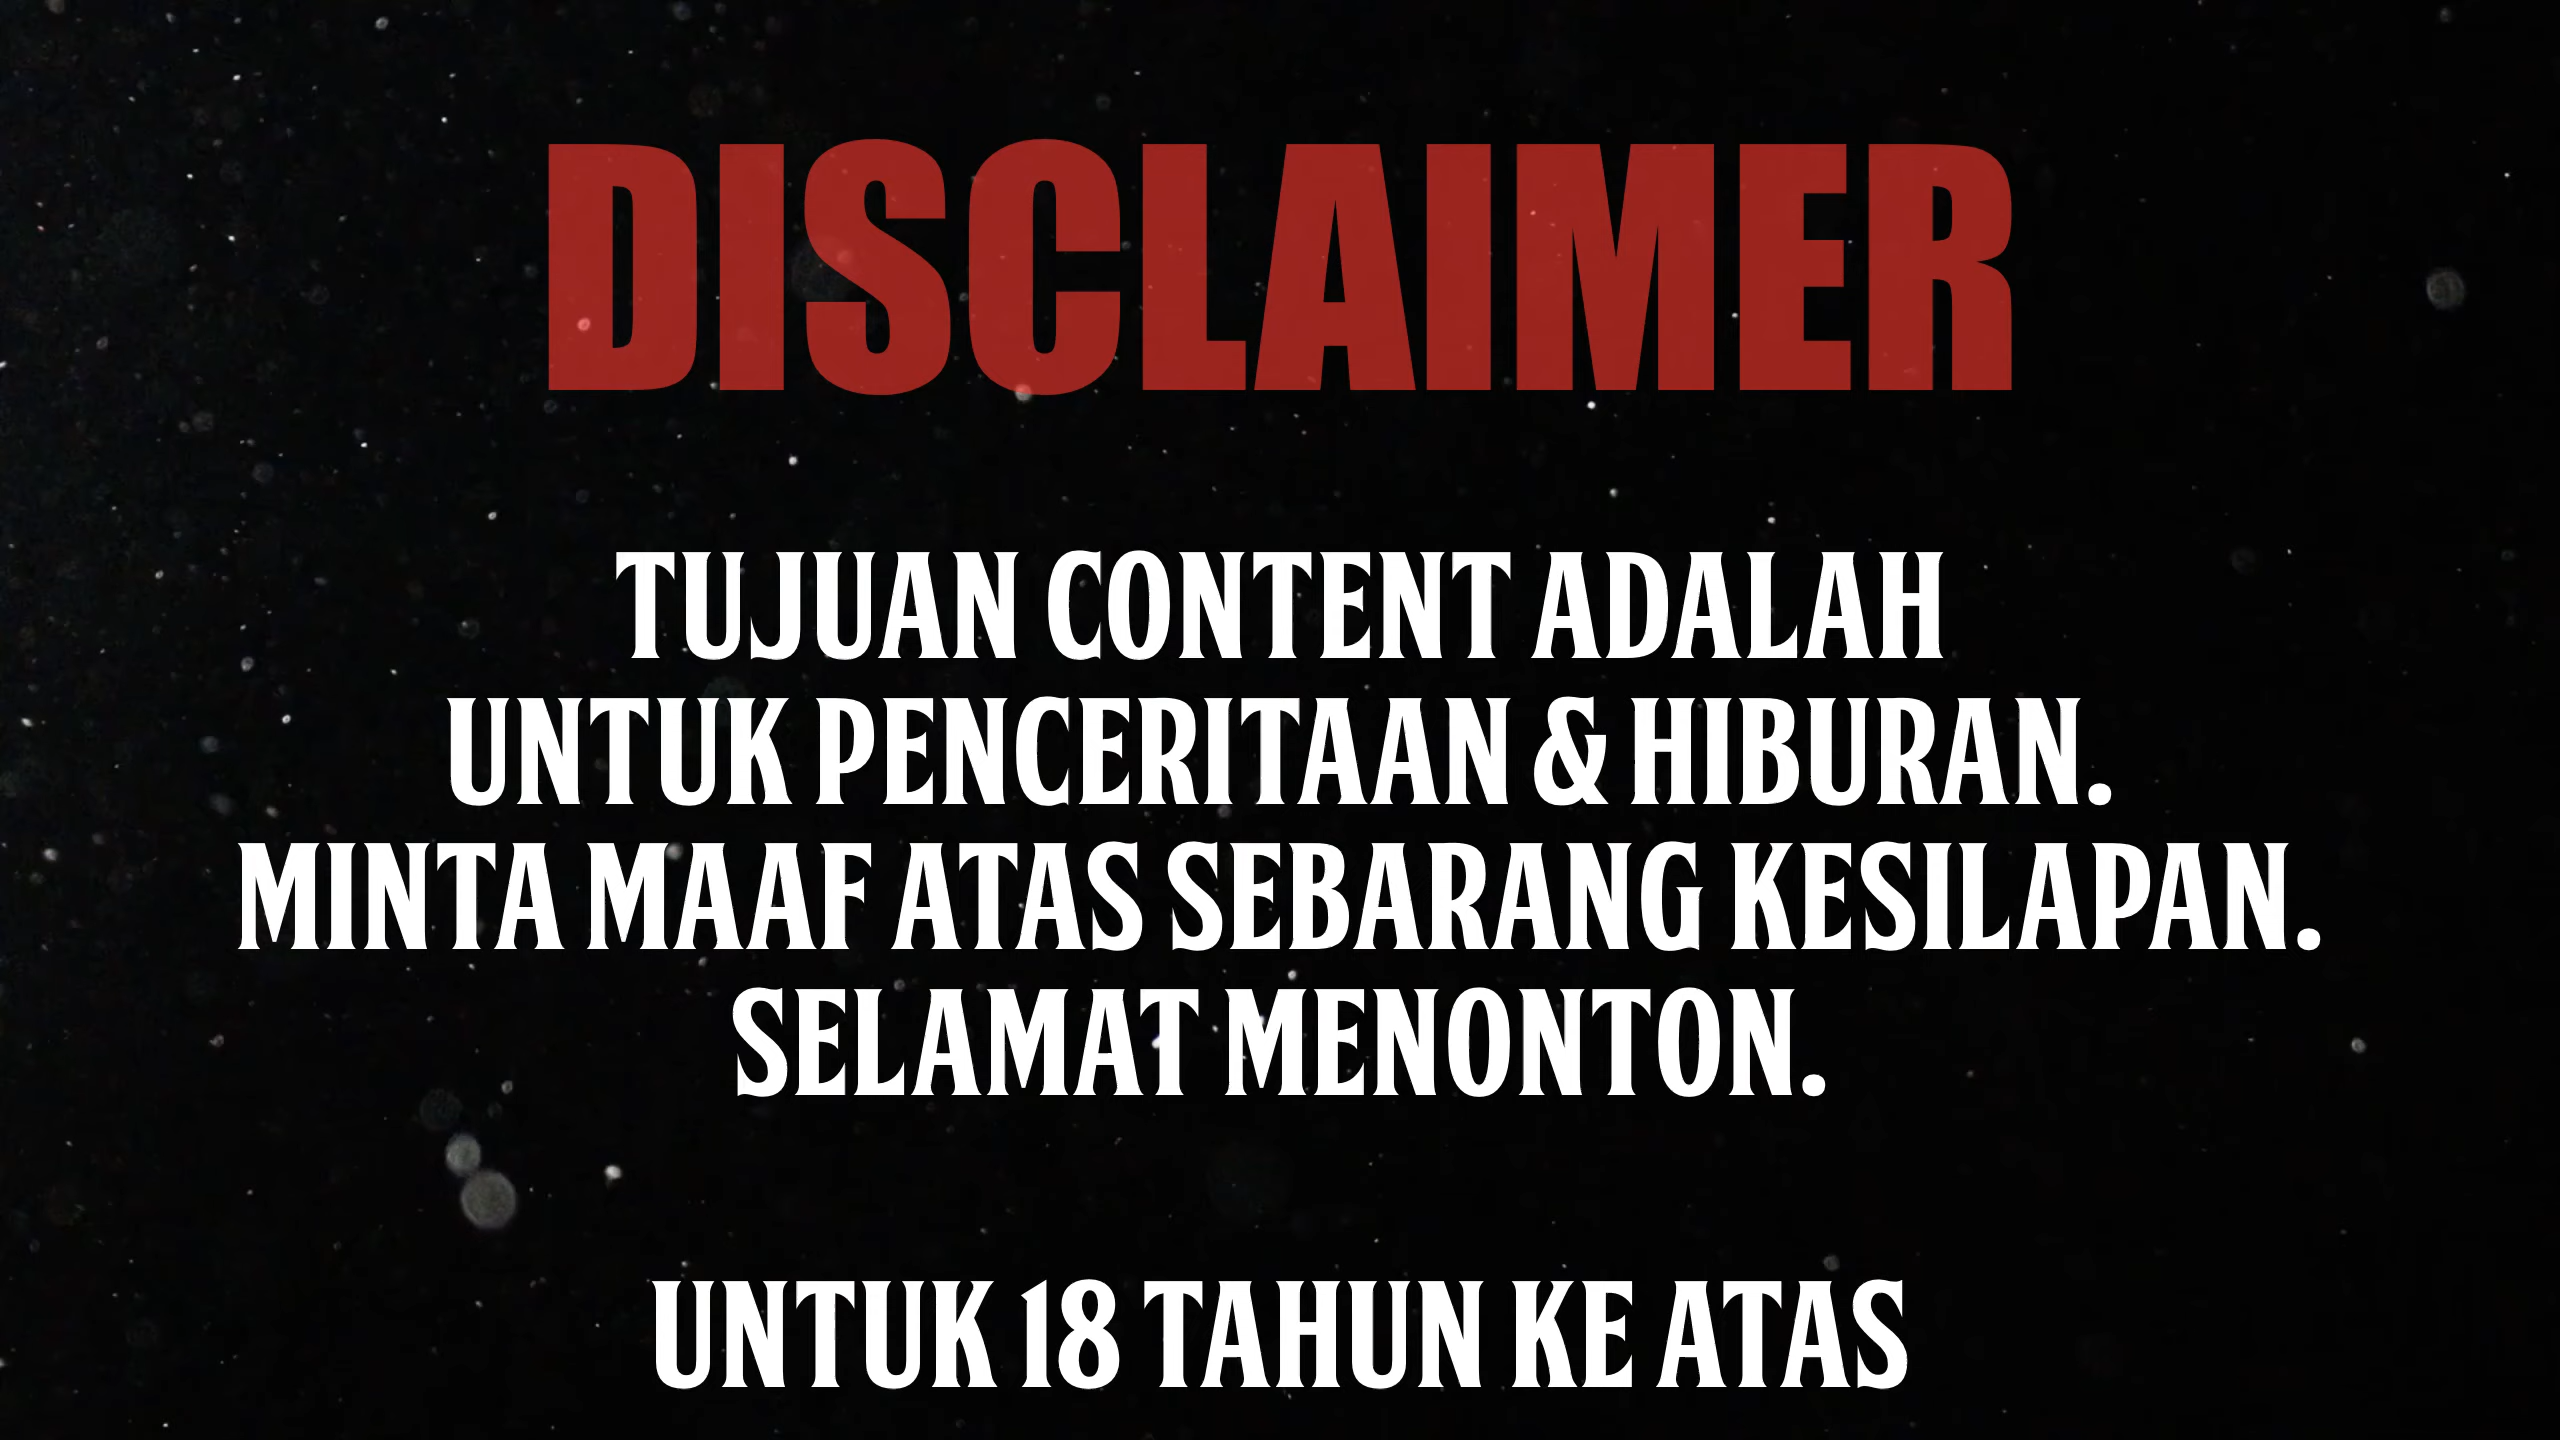 DISCLAIMER
TUJUAN CONTENT ADALAH
UNTUK PENCERITAAN & HIBURAN.
MINTA MAAF ATAS SEBARANG KESILAPAN.
SELAMAT MENONTON.
UNTUK 18 TAHUN KE ATAS